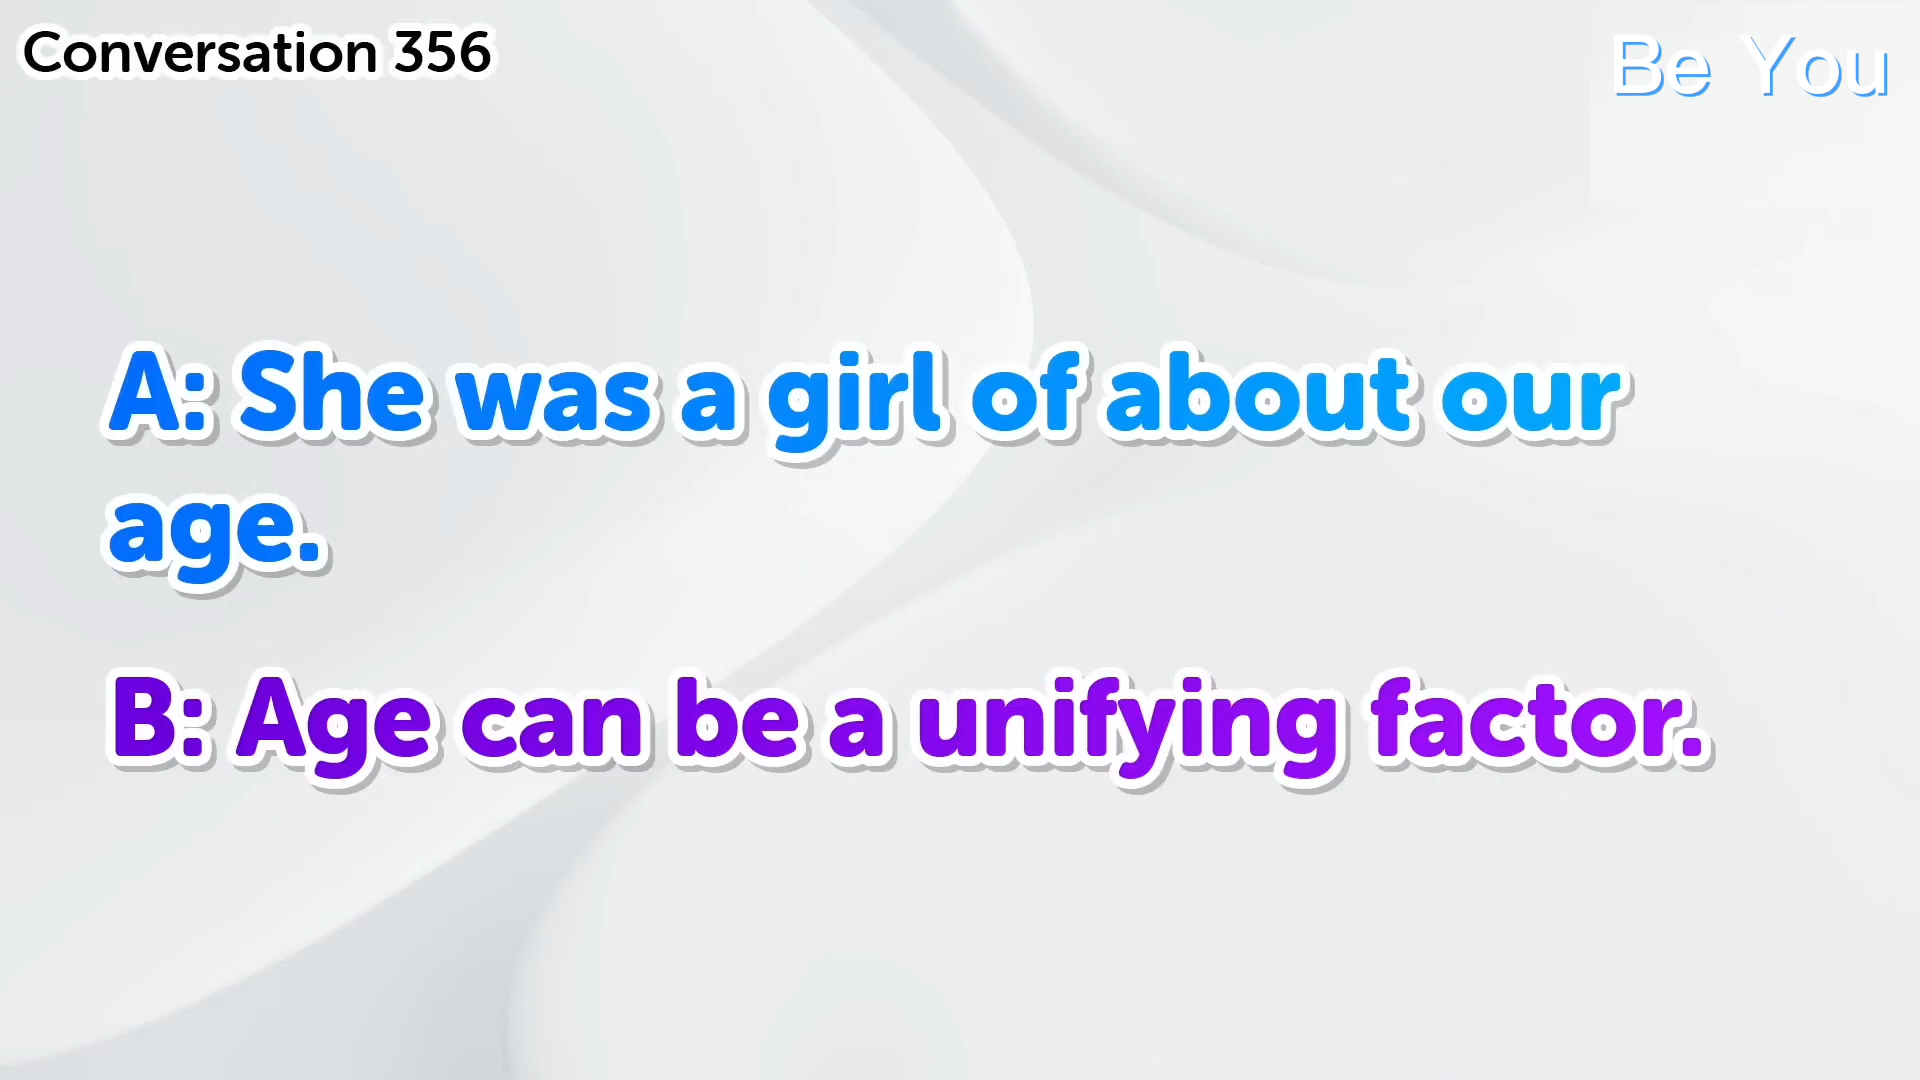 Conversation 356
Be You
A: She was a girl of about our
age.
B: Age can be a unifying factor.